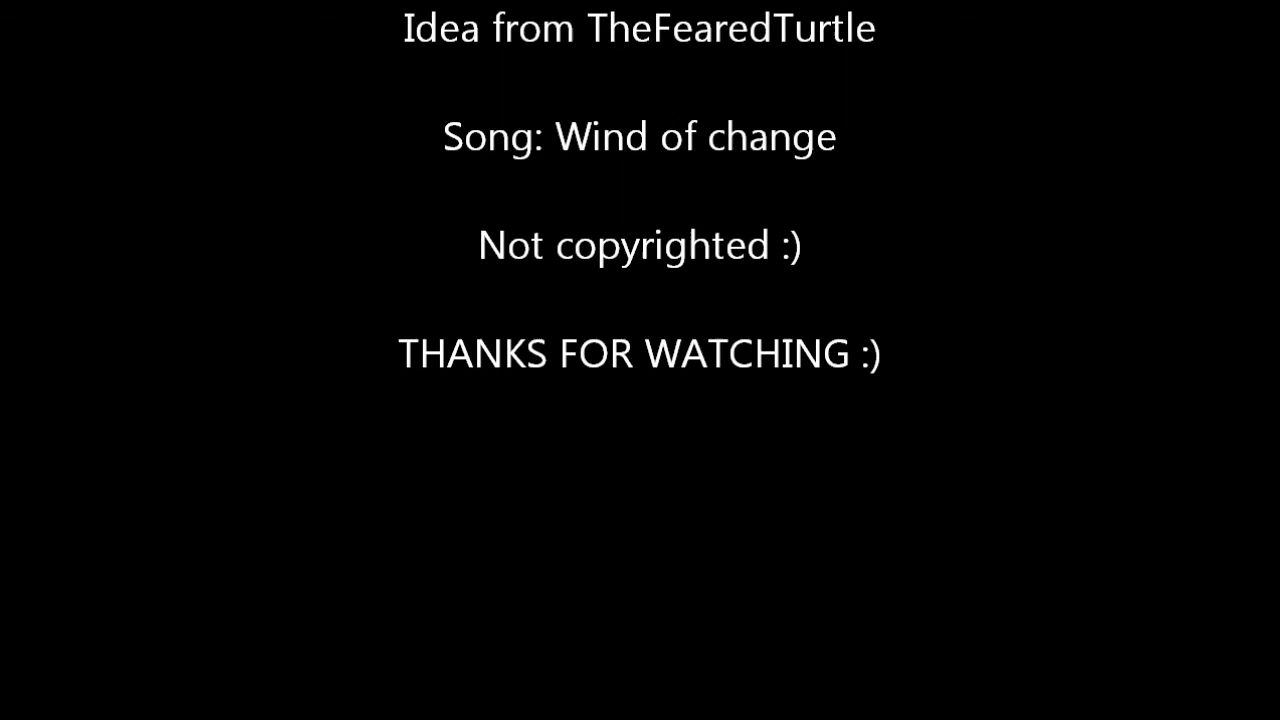 Idea from TheFearedTurtle
Song: Wind of change
Not copyrighted :)
THANKS FOR WATCHING :)